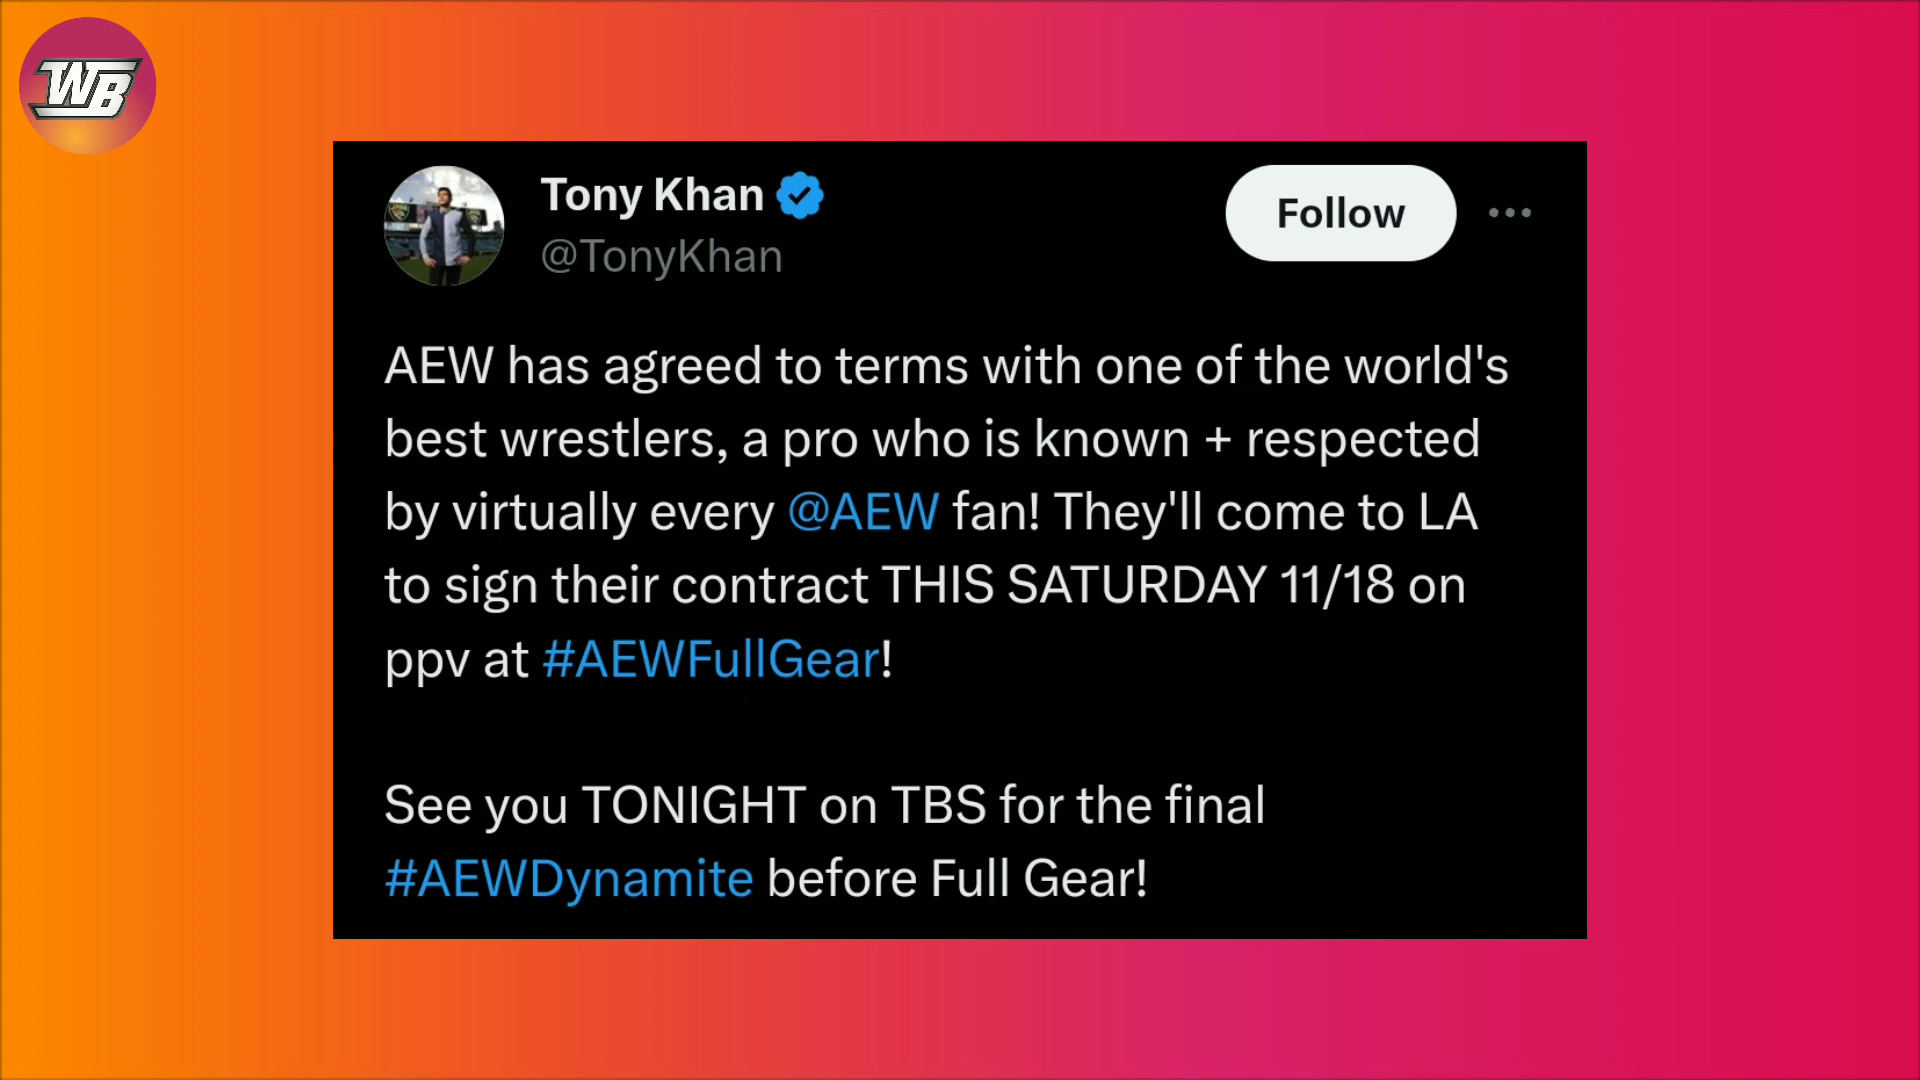 WB
Tony Khan
@TonyKhan
Follow
AEW has agreed to terms with one of the world's
best wrestlers, a pro who is known + respected
by virtually every @AEW fan! They'll come to LA
to sign their contract THIS SATURDAY 11/18 on
ppv at #AEWFullGear!
See you TONIGHT on TBS for the final
#AEWDynamite before Full Gear!